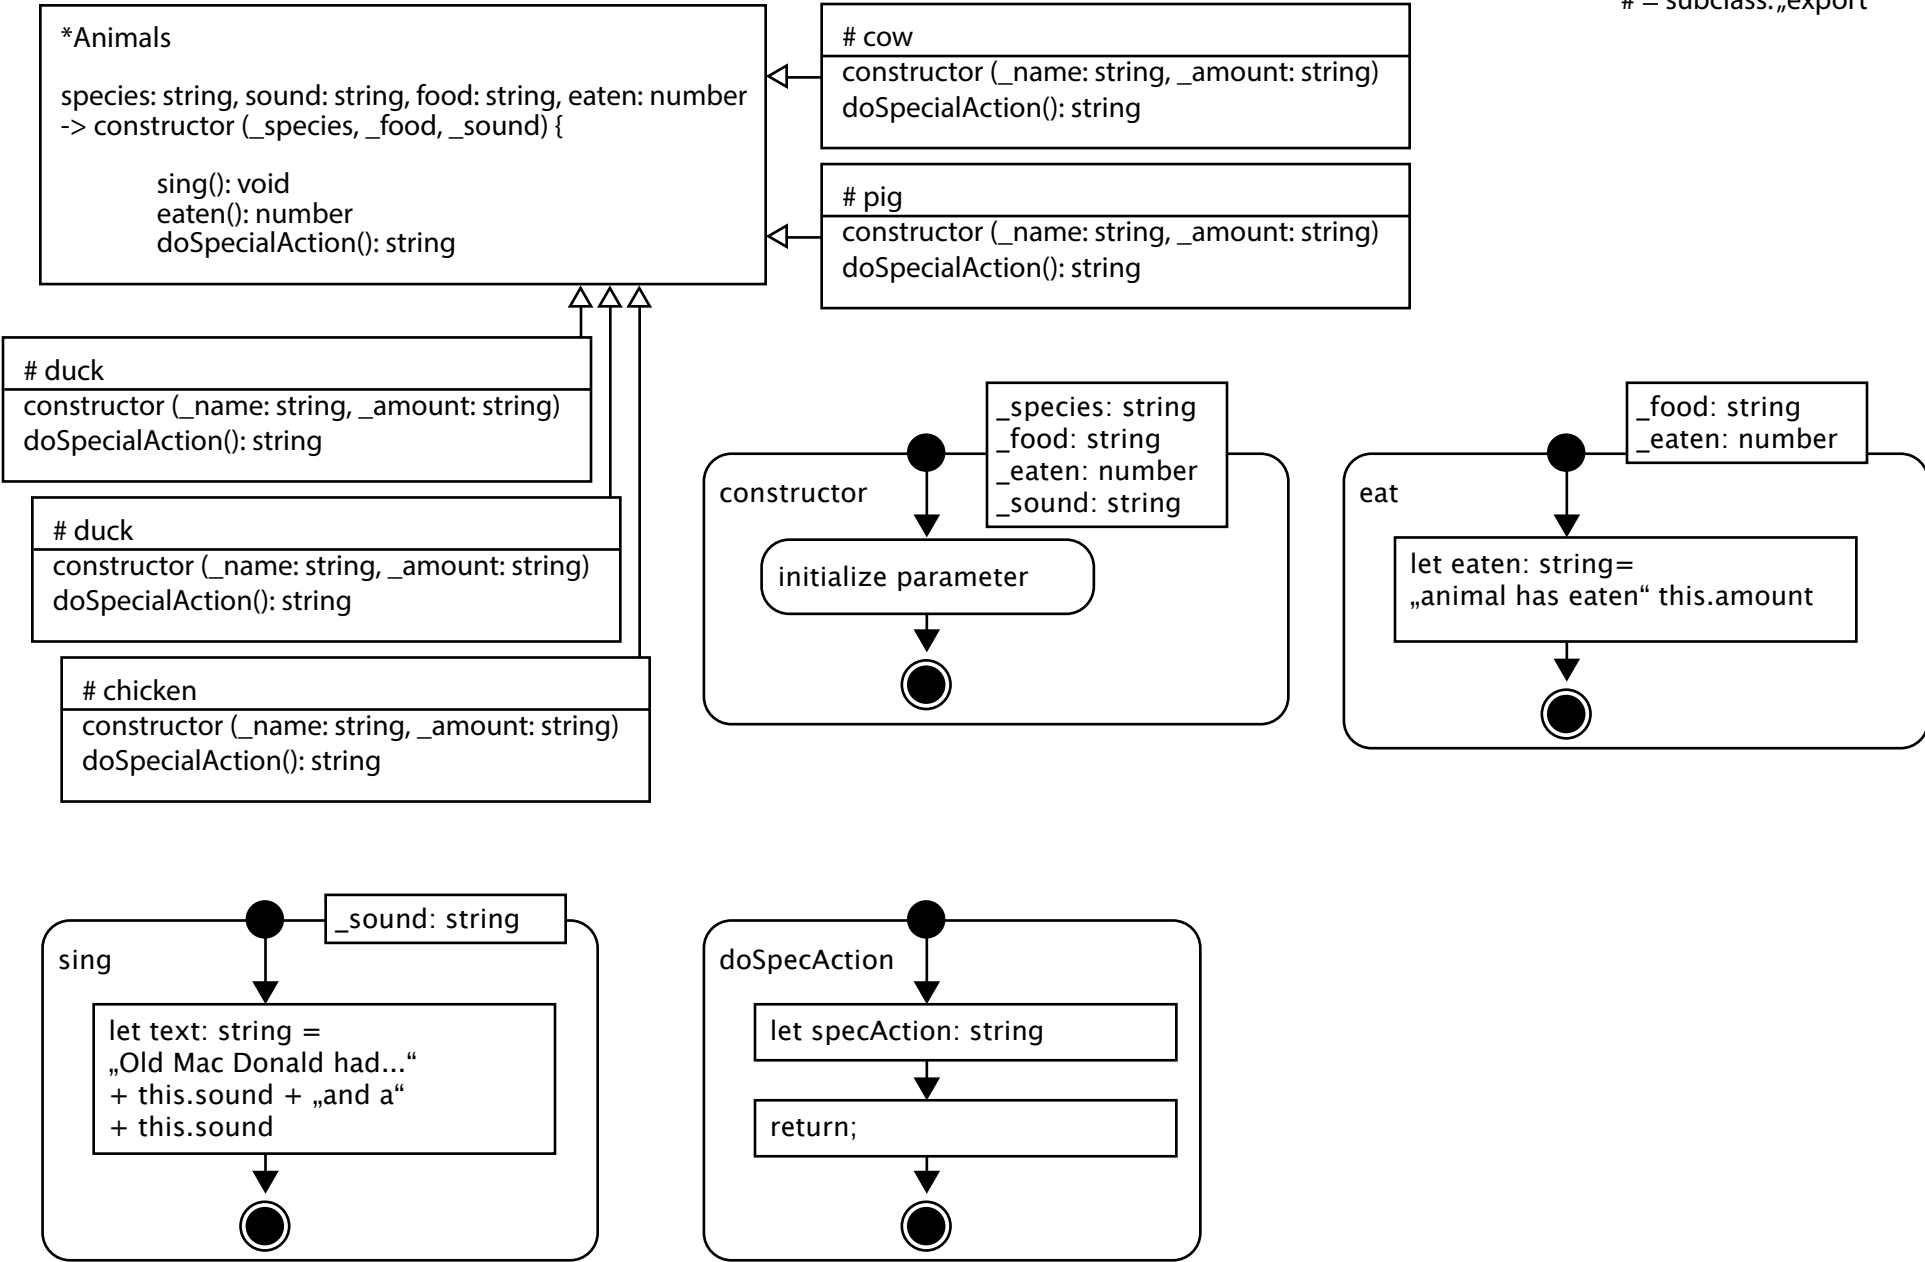 # = subclass: „export
*Animals
species: string, sound: string, food: string, eaten: number
-> constructor (_species, _food, _sound) {
sing(): void
eaten(): number
doSpecialAction(): string
# cow
constructor (_name: string, _amount: string)
doSpecialAction(): string
# pig
constructor (_name: string, _amount: string)
doSpecialAction(): string
# duck
constructor (_name: string, _amount: string)
doSpecialAction(): string
# duck
constructor (_name: string, _amount: string)
doSpecialAction(): string
# chicken
constructor (_name: string, _amount: string)
doSpecialAction(): string
_species: string
_food: string
_eaten: number
_sound: string
constructor
initialize parameter
_food: string
_eaten: number
eat
let eaten: string=
„animal has eaten“ this.amount
_sound: string
sing
let text: string =
„Old Mac Donald had...“
+ this.sound + „and a“
+ this.sound
doSpecAction
let specAction: string
return;